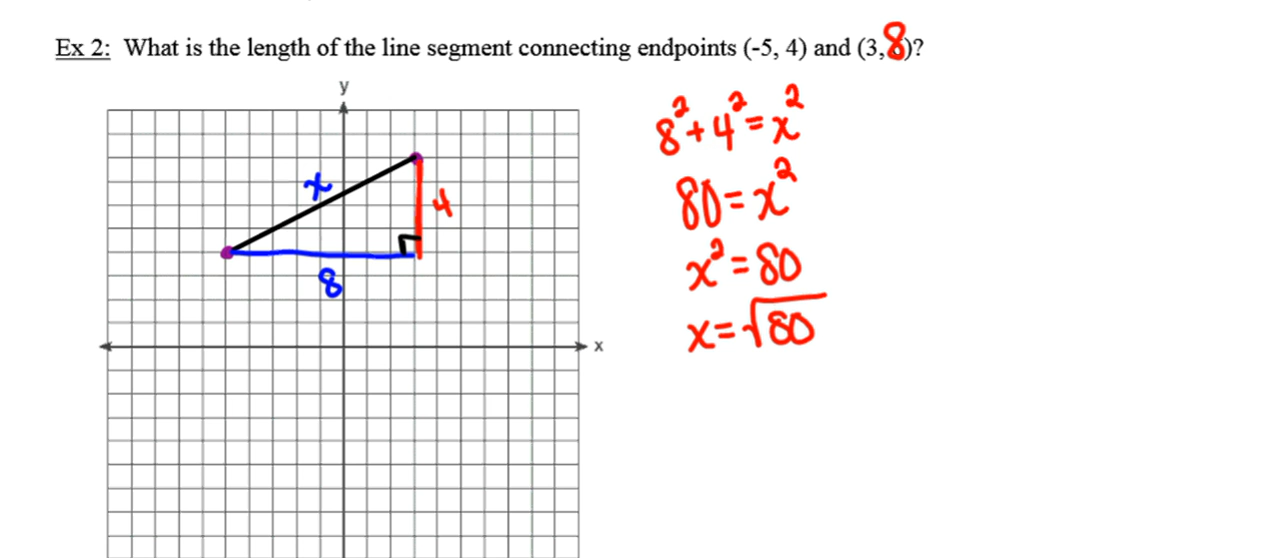 Ex 2: What is the length of the line segment connecting endpoints (-5, 4) and (3,8)?
y
8² + 4² = x²
x
80 = x²
4
x² = 80
8
x = √80
x